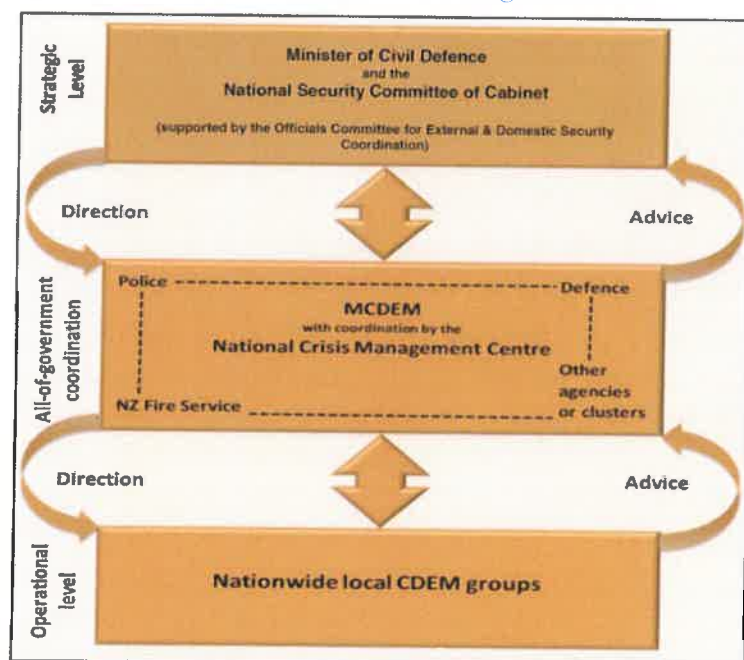 Strategic
Level
Minister of Civil Defence
and the
National Security Committee of Cabinet
(supported by the Officials Committee for External & Domestic Security
Coordination)
Direction
Advice
All-of-government
coordination
Police
Defence
MCDEM
with coordination by the
National Crisis Management Centre
Other
agencies
or clusters
NZ Fire Service
Direction
Advice
Operational
level
Nationwide local CDEM groups